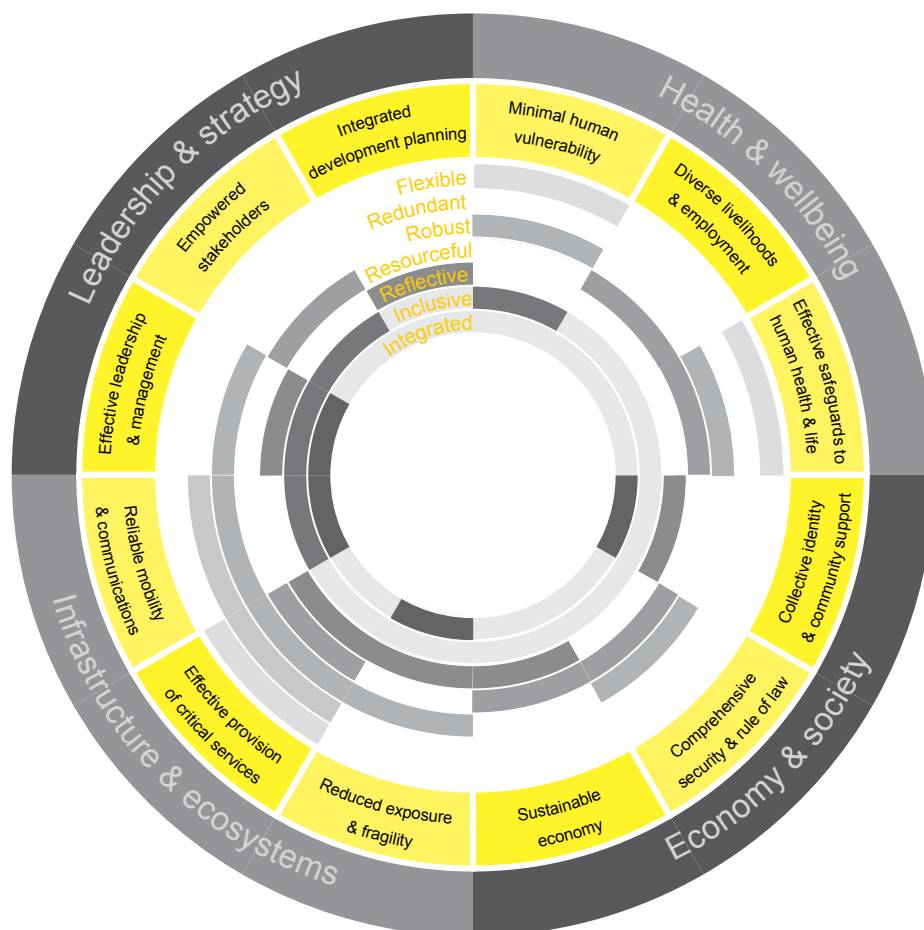 Leadership & strategy
Health & wellbeing
Economy & society
Infrastructure & ecosystems
Integrated
development planning
Minimal human
vulnerability
Diverse livelihoods
& employment
Effective safeguards to
human health & life
Collective identity
& community support
Comprehensive
security & rule of law
Sustainable
economy
Reduced exposure
& fragility
Effective provision
of critical services
Reliable mobility
& communications
Effective leadership
& management
Empowered
stakeholders
Flexible
Redundant
Robust
Resourceful
Reflective
Inclusive
Integrated